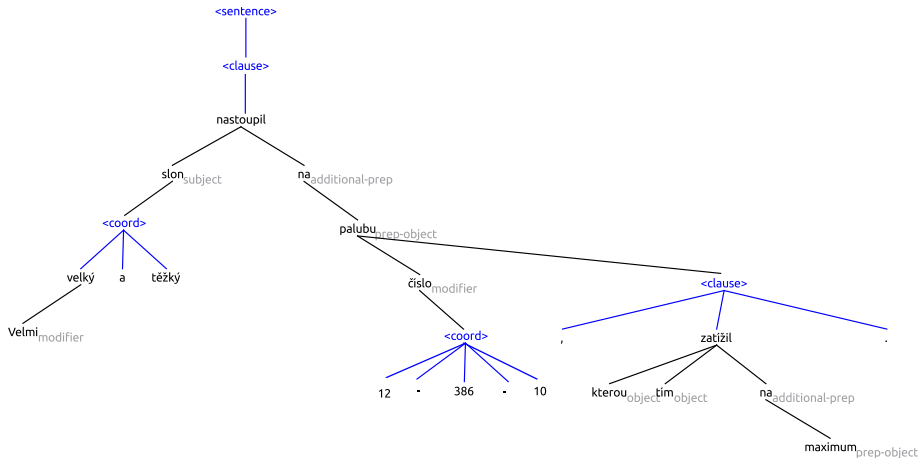 <sentence>
<clause>
nastoupil
slon subject na additional-prep
<coord> palubu prep-object
velký a těžký číslo modifier <clause>
Velmi modifier <coord> , zatížil .
12 - 386 - 10 kterou object tím object na additional-prep
maximum prep-object